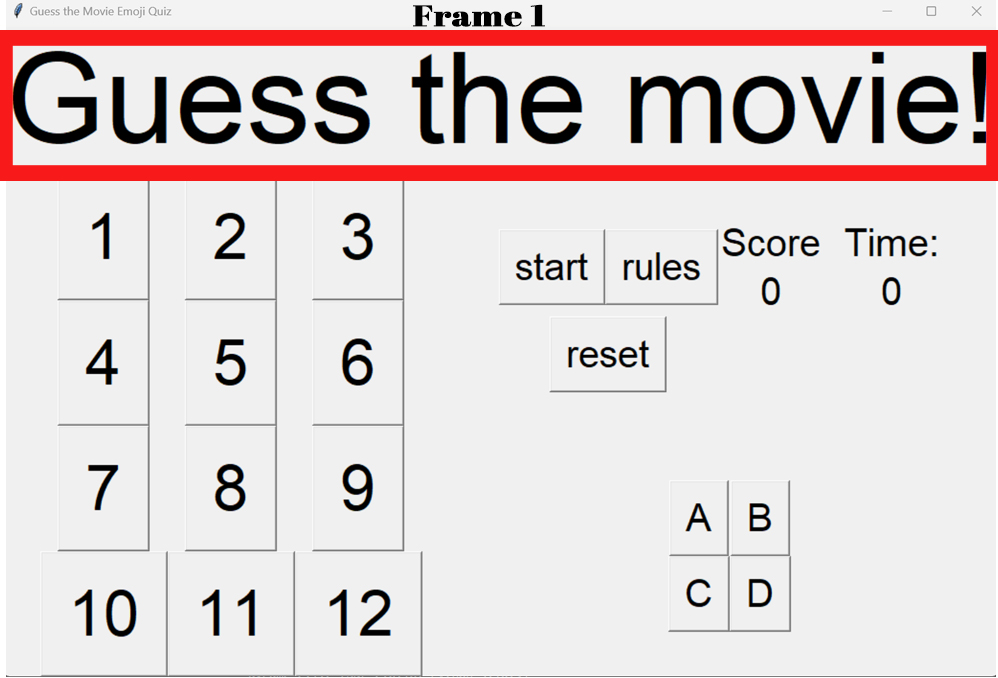 Guess the Movie Emoji Quiz
Frame 1
Guess the movie!
1 2 3
start rules Score Time:
0 0
4 5 6
reset
7 8 9
A B
10 11 12
C D